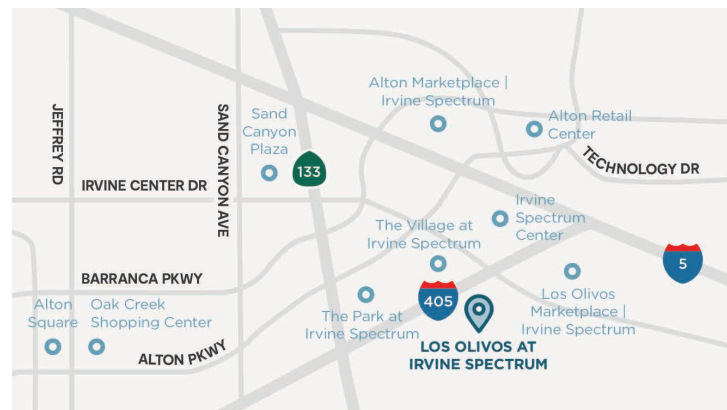 JEFFREY RD
SAND CANYON AVE
Sand
Canyon
Plaza
133
Alton Marketplace |
Irvine Spectrum
Alton Retail
Center
TECHNOLOGY DR
IRVINE CENTER DR
Irvine
Spectrum
Center
The Village at
Irvine Spectrum
5
BARRANCA PKWY
405
Alton
Square
Oak Creek
Shopping Center
The Park at
Irvine Spectrum
Los Olivos
Marketplace |
Irvine Spectrum
ALTON PKWY
LOS OLIVOS AT
IRVINE SPECTRUM